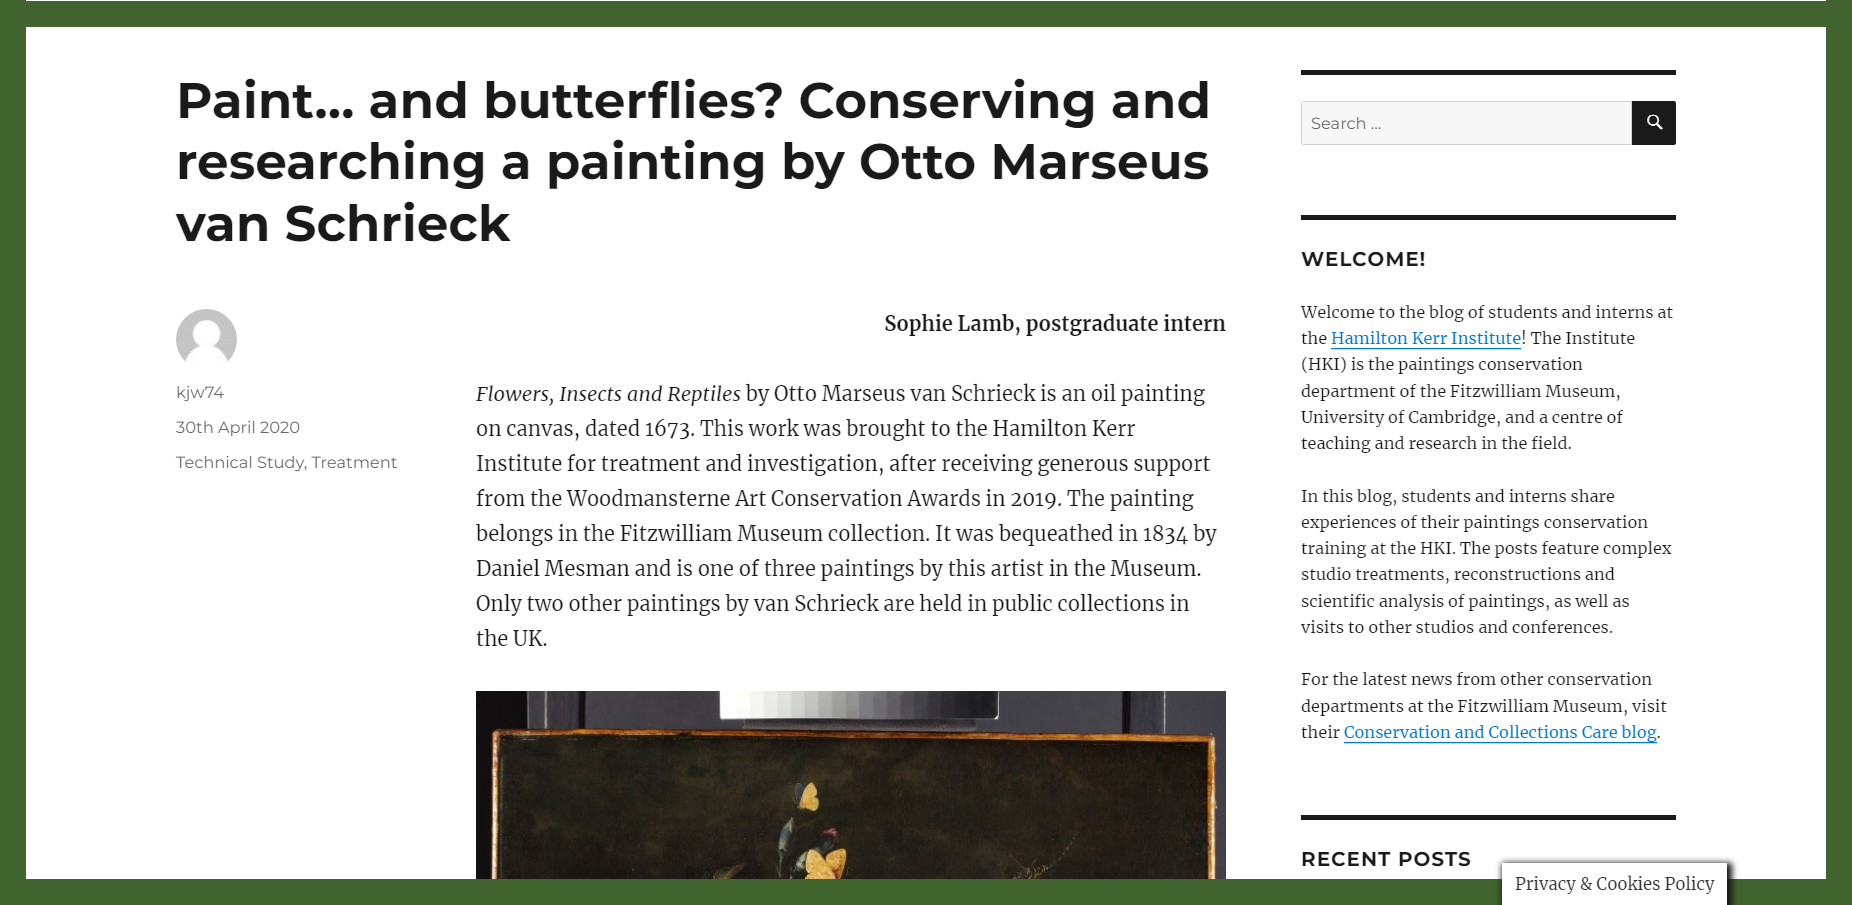 Paint… and butterflies? Conserving and
researching a painting by Otto Marseus
van Schrieck
kjw74
30th April 2020
Technical Study, Treatment
Sophie Lamb, postgraduate intern
Flowers, Insects and Reptiles by Otto Marseus van Schrieck is an oil painting
on canvas, dated 1673. This work was brought to the Hamilton Kerr
Institute for treatment and investigation, after receiving generous support
from the Woodmansterne Art Conservation Awards in 2019. The painting
belongs in the Fitzwilliam Museum collection. It was bequeathed in 1834 by
Daniel Mesman and is one of three paintings by this artist in the Museum.
Only two other paintings by van Schrieck are held in public collections in
the UK.
Search …
WELCOME!
Welcome to the blog of students and interns at
the Hamilton Kerr Institute! The Institute
(HKI) is the paintings conservation
department of the Fitzwilliam Museum,
University of Cambridge, and a centre of
teaching and research in the field.
In this blog, students and interns share
experiences of their paintings conservation
training at the HKI. The posts feature complex
studio treatments, reconstructions and
scientific analysis of paintings, as well as
visits to other studios and conferences.
For the latest news from other conservation
departments at the Fitzwilliam Museum, visit
their Conservation and Collections Care blog.
RECENT POSTS
Privacy & Cookies Policy